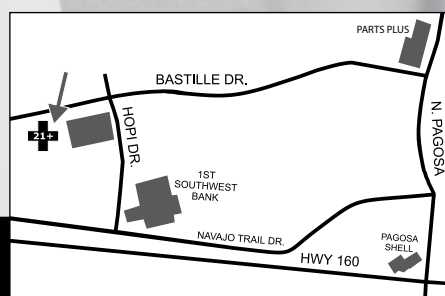 PARTS PLUS
BASTILLE DR.
N. PAGOSA
HOPI DR.
21+
1ST
SOUTHWEST
BANK
NAVAJO TRAIL DR.
PAGOSA
SHELL
HWY 160